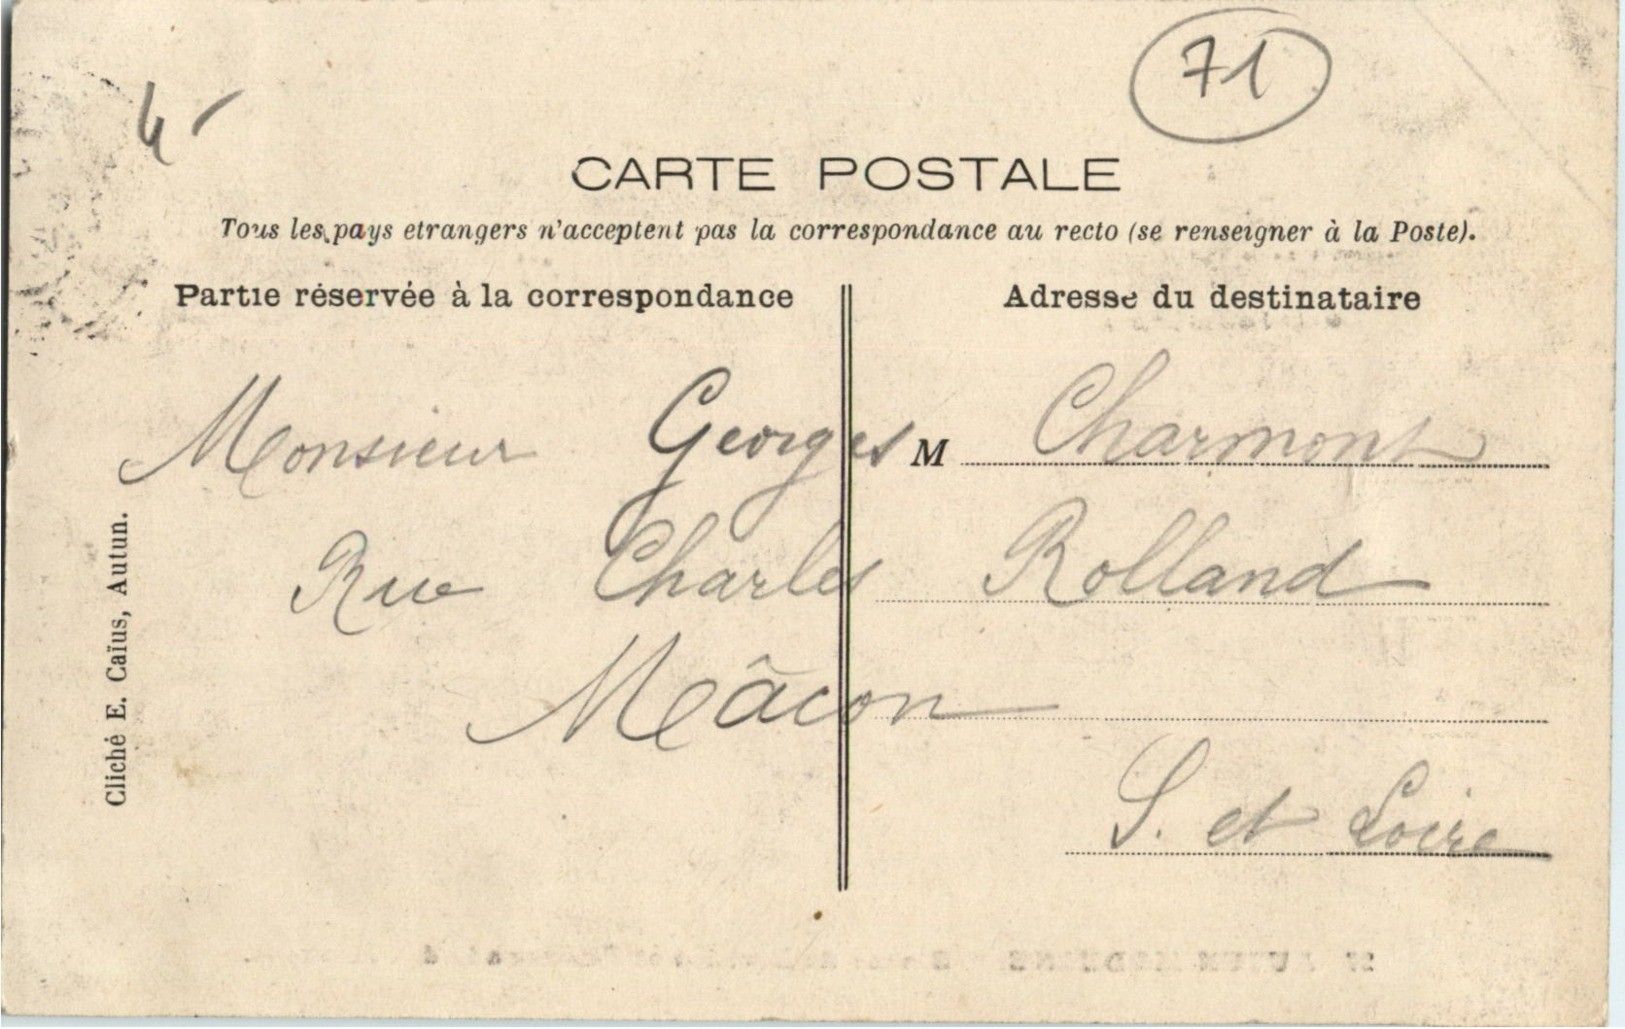 71
4
CARTE POSTALE
Tous les pays etrangers n'acceptent pas la correspondance au recto (se renseigner à la Poste).
Partie réservée à la correspondance
Adresse du destinataire
Monsieur Georges M Charmont
Rue Charles Rolland
Mâcon
S. et Loire
Cliché E. Caïus, Autun.